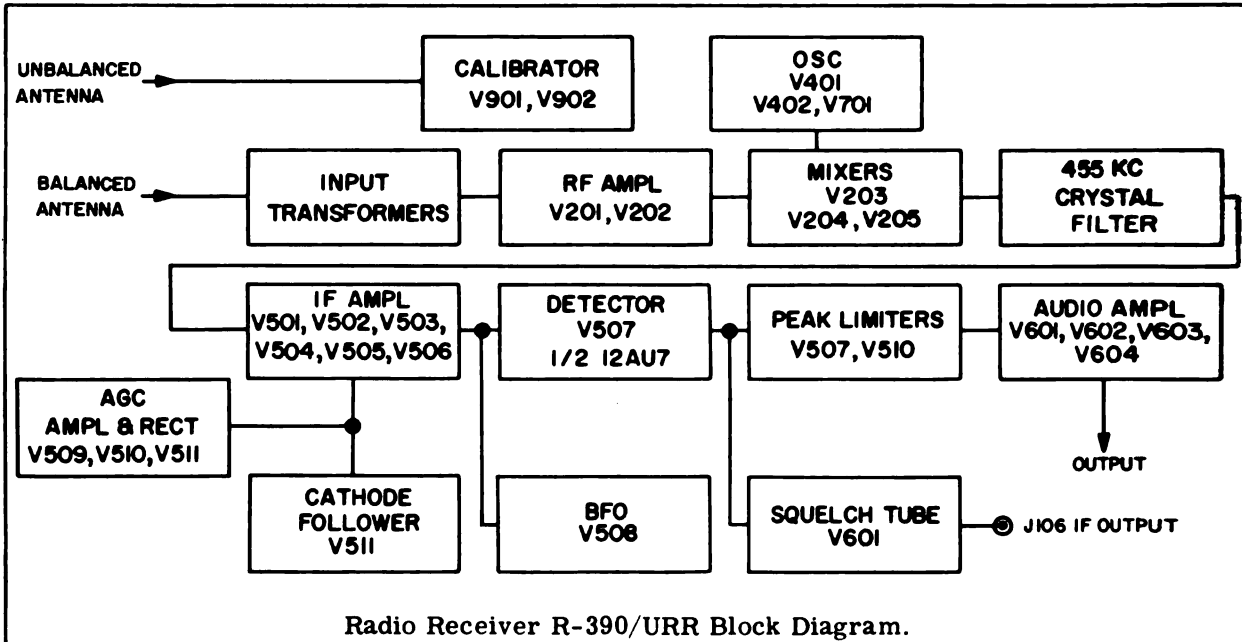 UNBALANCED
ANTENNA
CALIBRATOR
V901, V902
OSC
V401
V402, V701
BALANCED
ANTENNA
INPUT
TRANSFORMERS
RF AMPL
V201, V202
MIXERS
V203
V204, V205
455 KC
CRYSTAL
FILTER
IF AMPL
V501, V502, V503,
V504, V505, V506
DETECTOR
V507
1/2 12AU7
PEAK LIMITERS
V507, V510
AUDIO AMPL
V601, V602, V603,
V604
AGC
AMPL & RECT
V509, V510, V511
OUTPUT
CATHODE
FOLLOWER
V511
BFO
V508
SQUELCH TUBE
V601
J106 IF OUTPUT
Radio Receiver R-390/URR Block Diagram.